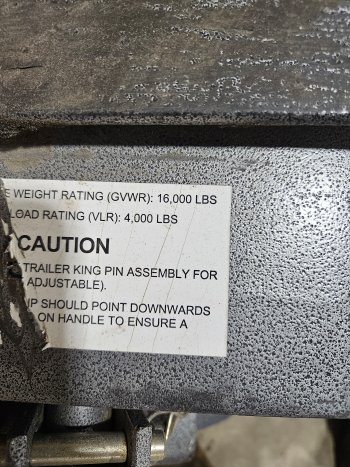 E WEIGHT RATING (GVWR): 16,000 LBS
LOAD RATING (VLR): 4,000 LBS
CAUTION
TRAILER KING PIN ASSEMBLY FOR
ADJUSTABLE).
IP SHOULD POINT DOWNWARDS
ON HANDLE TO ENSURE A